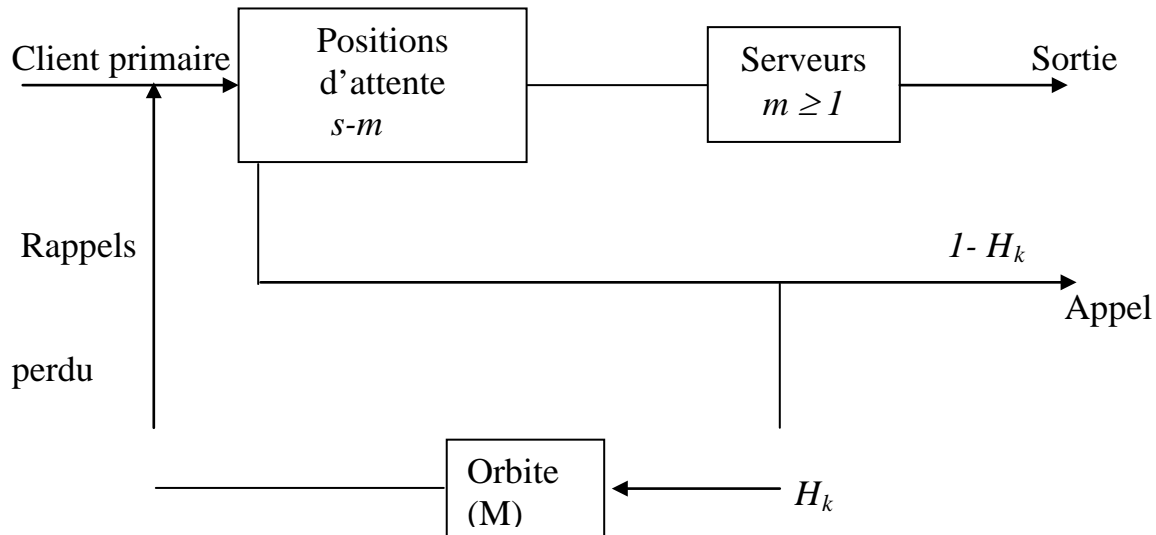 Client primaire
Positions
d’attente
s-m
Serveurs
m ≥ 1
Sortie
Rappels
1- H_k
Appel
perdu
Orbite
(M)
H_k